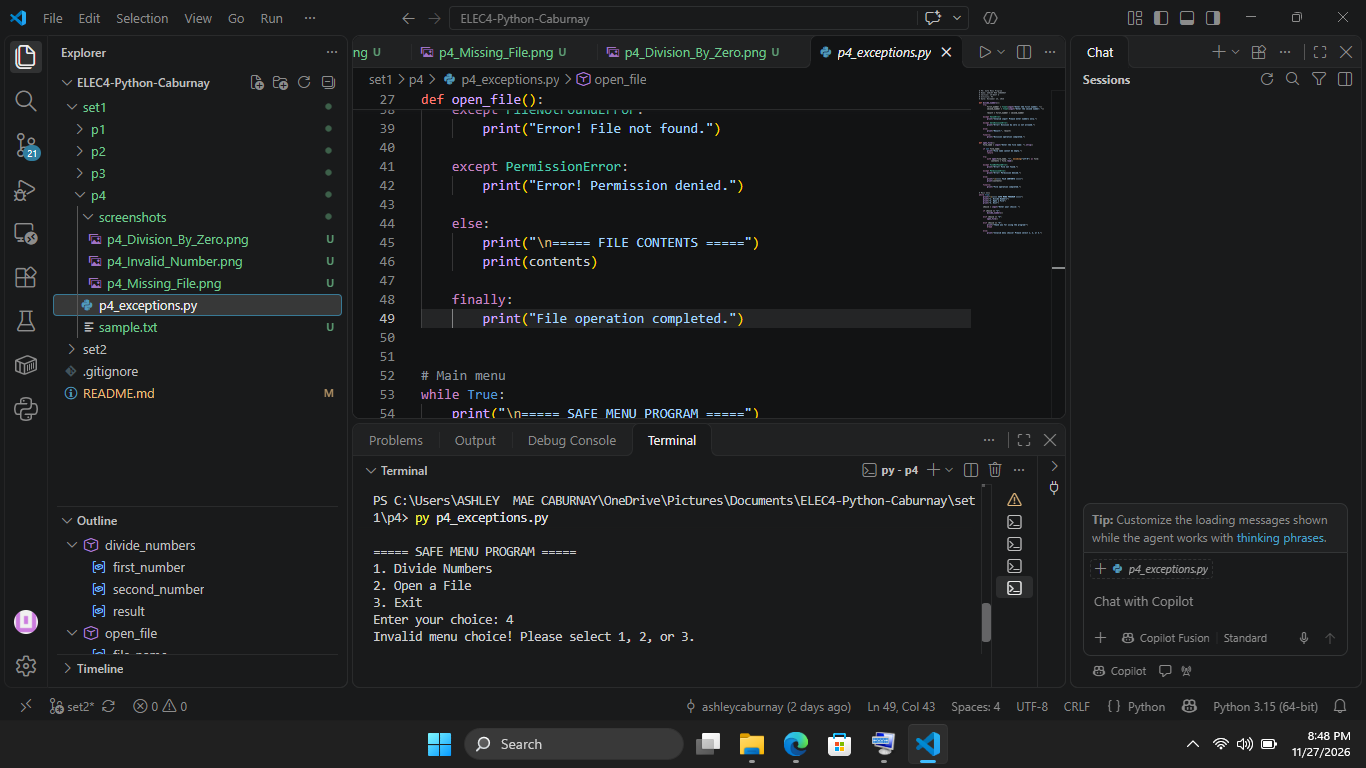 File Edit Selection View Go Run ···
ELEC4-Python-Caburnay
Explorer
ELEC4-Python-Caburnay
set1
p1
p2
p3
p4
screenshots
p4_Division_By_Zero.png U
p4_Invalid_Number.png U
p4_Missing_File.png U
p4_exceptions.py
sample.txt U
set2
.gitignore
README.md M
Outline
divide_numbers
first_number
second_number
result
open_file
Timeline
21
ng U p4_Missing_File.png U p4_Division_By_Zero.png U p4_exceptions.py
set1 > p4 > p4_exceptions.py > open_file
27 def open_file():
38 except FileNotFoundError:
39 print("Error! File not found.")
40
41 except PermissionError:
42 print("Error! Permission denied.")
43
44 else:
45 print("\n===== FILE CONTENTS =====")
46 print(contents)
47
48 finally:
49 print("File operation completed.")
50
51
52 # Main menu
53 while True:
54 print("\n===== SAFE MENU PROGRAM =====")
Problems Output Debug Console Terminal
Terminal
py - p4
PS C:\Users\ASHLEY  MAE CABURNAY\OneDrive\Pictures\Documents\ELEC4-Python-Caburnay\set
1\p4> py p4_exceptions.py
===== SAFE MENU PROGRAM =====
1. Divide Numbers
2. Open a File
3. Exit
Enter your choice: 4
Invalid menu choice! Please select 1, 2, or 3.
Chat
Sessions
Tip: Customize the loading messages shown
while the agent works with thinking phrases.
p4_exceptions.py
Chat with Copilot
Copilot Fusion Standard
Copilot
set2* 0 0 ashleycaburnay (2 days ago) Ln 49, Col 43 Spaces: 4 UTF-8 CRLF { } Python Python 3.15 (64-bit)
Search
8:48 PM
11/27/2026